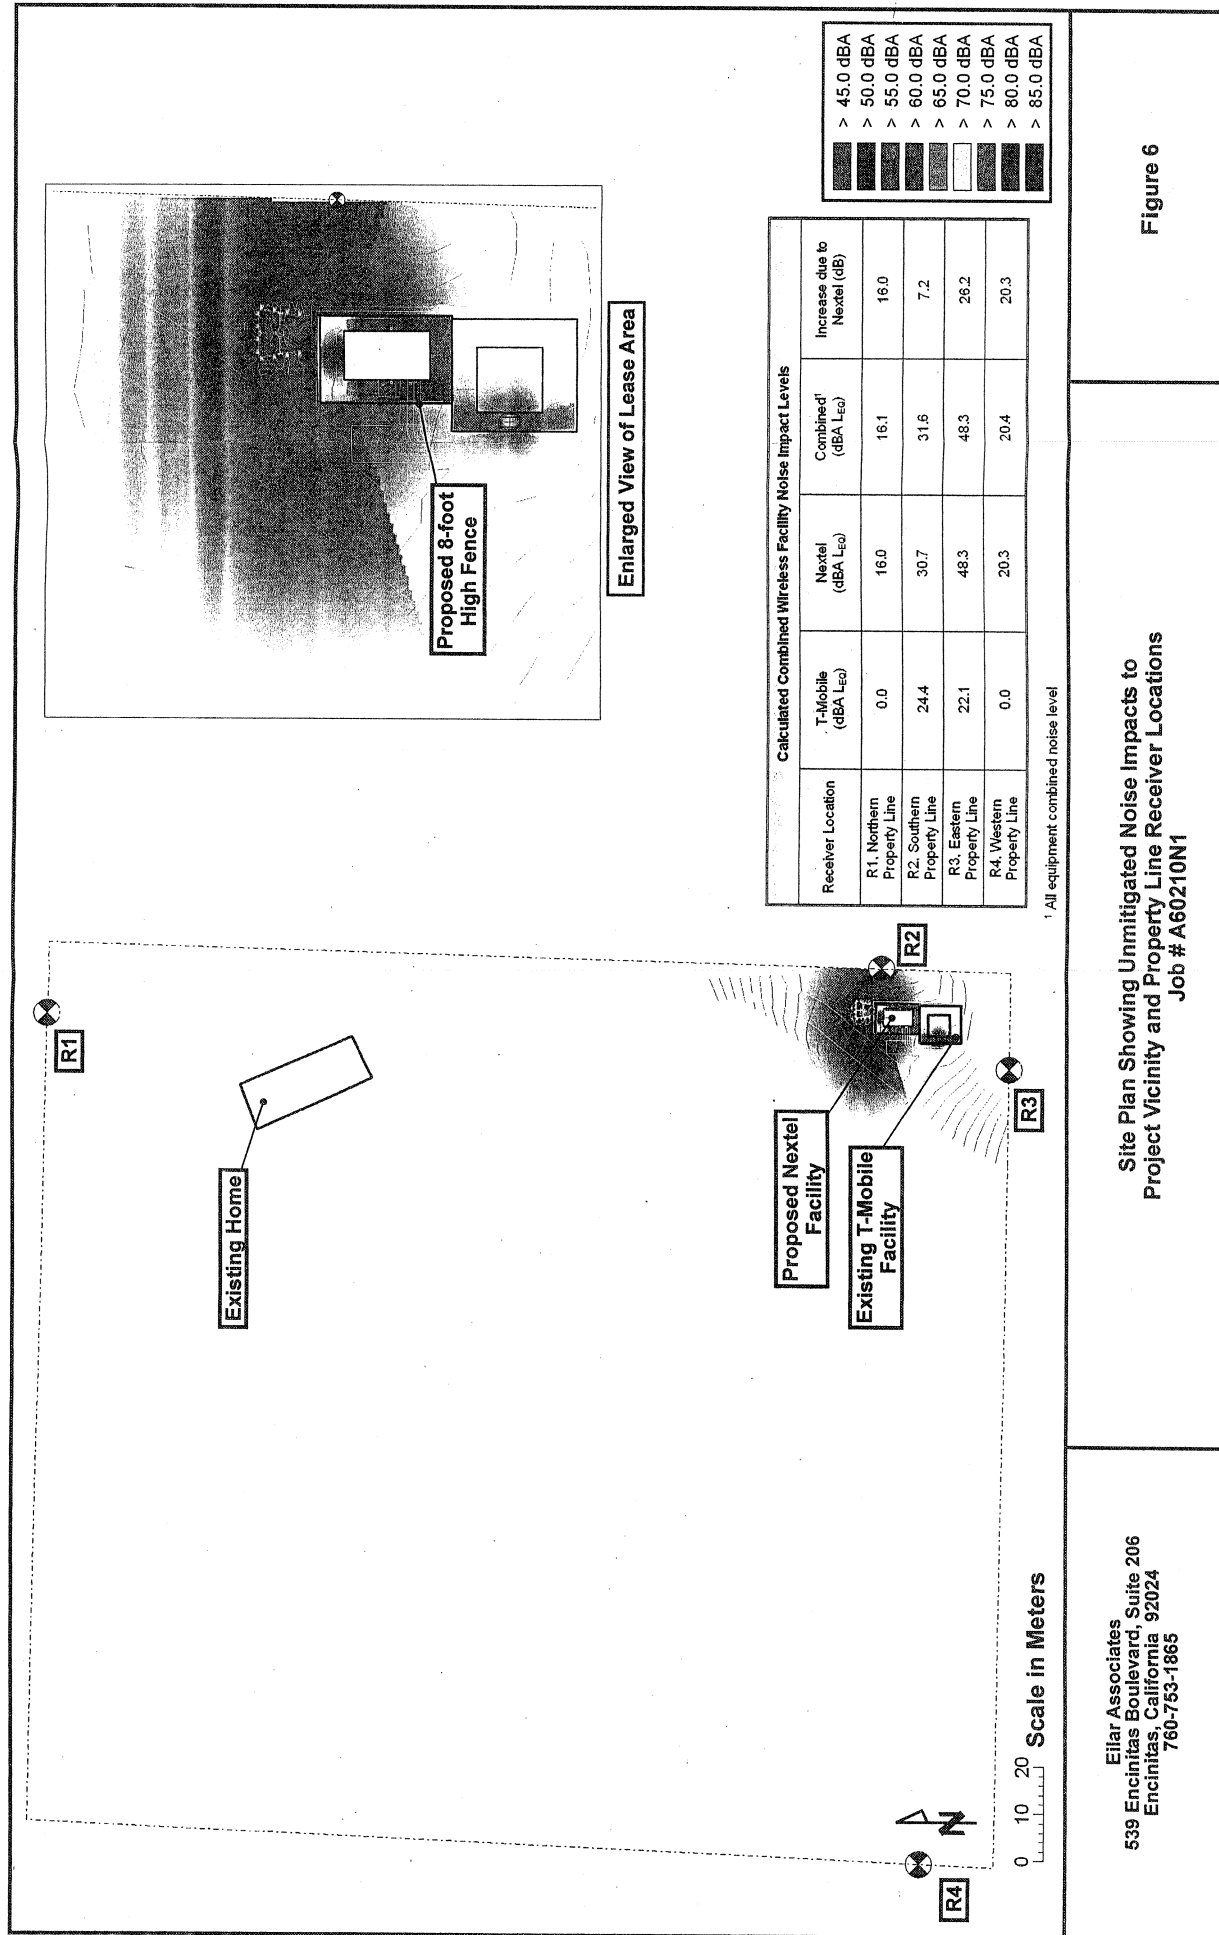 R1
Existing Home
Proposed Nextel
Facility
Existing T-Mobile
Facility
R2
R3
R4
N
0 10 20
Scale in Meters
Proposed 8-foot
High Fence
Enlarged View of Lease Area
Calculated Combined Wireless Facility Noise Impact Levels
Receiver Location
T-Mobile
(dBA LEQ)
Nextel
(dBA LEQ)
Combined¹
(dBA LEQ)
Increase due to
Nextel (dB)
R1. Northern
Property Line
0.0 16.0 16.1 16.0
R2. Southern
Property Line
24.4 30.7 31.6 7.2
R3. Eastern
Property Line
22.1 48.3 48.3 26.2
R4. Western
Property Line
0.0 20.3 20.4 20.3
¹ All equipment combined noise level
> 45.0 dBA
> 50.0 dBA
> 55.0 dBA
> 60.0 dBA
> 65.0 dBA
> 70.0 dBA
> 75.0 dBA
> 80.0 dBA
> 85.0 dBA
Eilar Associates
539 Encinitas Boulevard, Suite 206
Encinitas, California 92024
760-753-1865
Site Plan Showing Unmitigated Noise Impacts to
Project Vicinity and Property Line Receiver Locations
Job # A60210N1
Figure 6